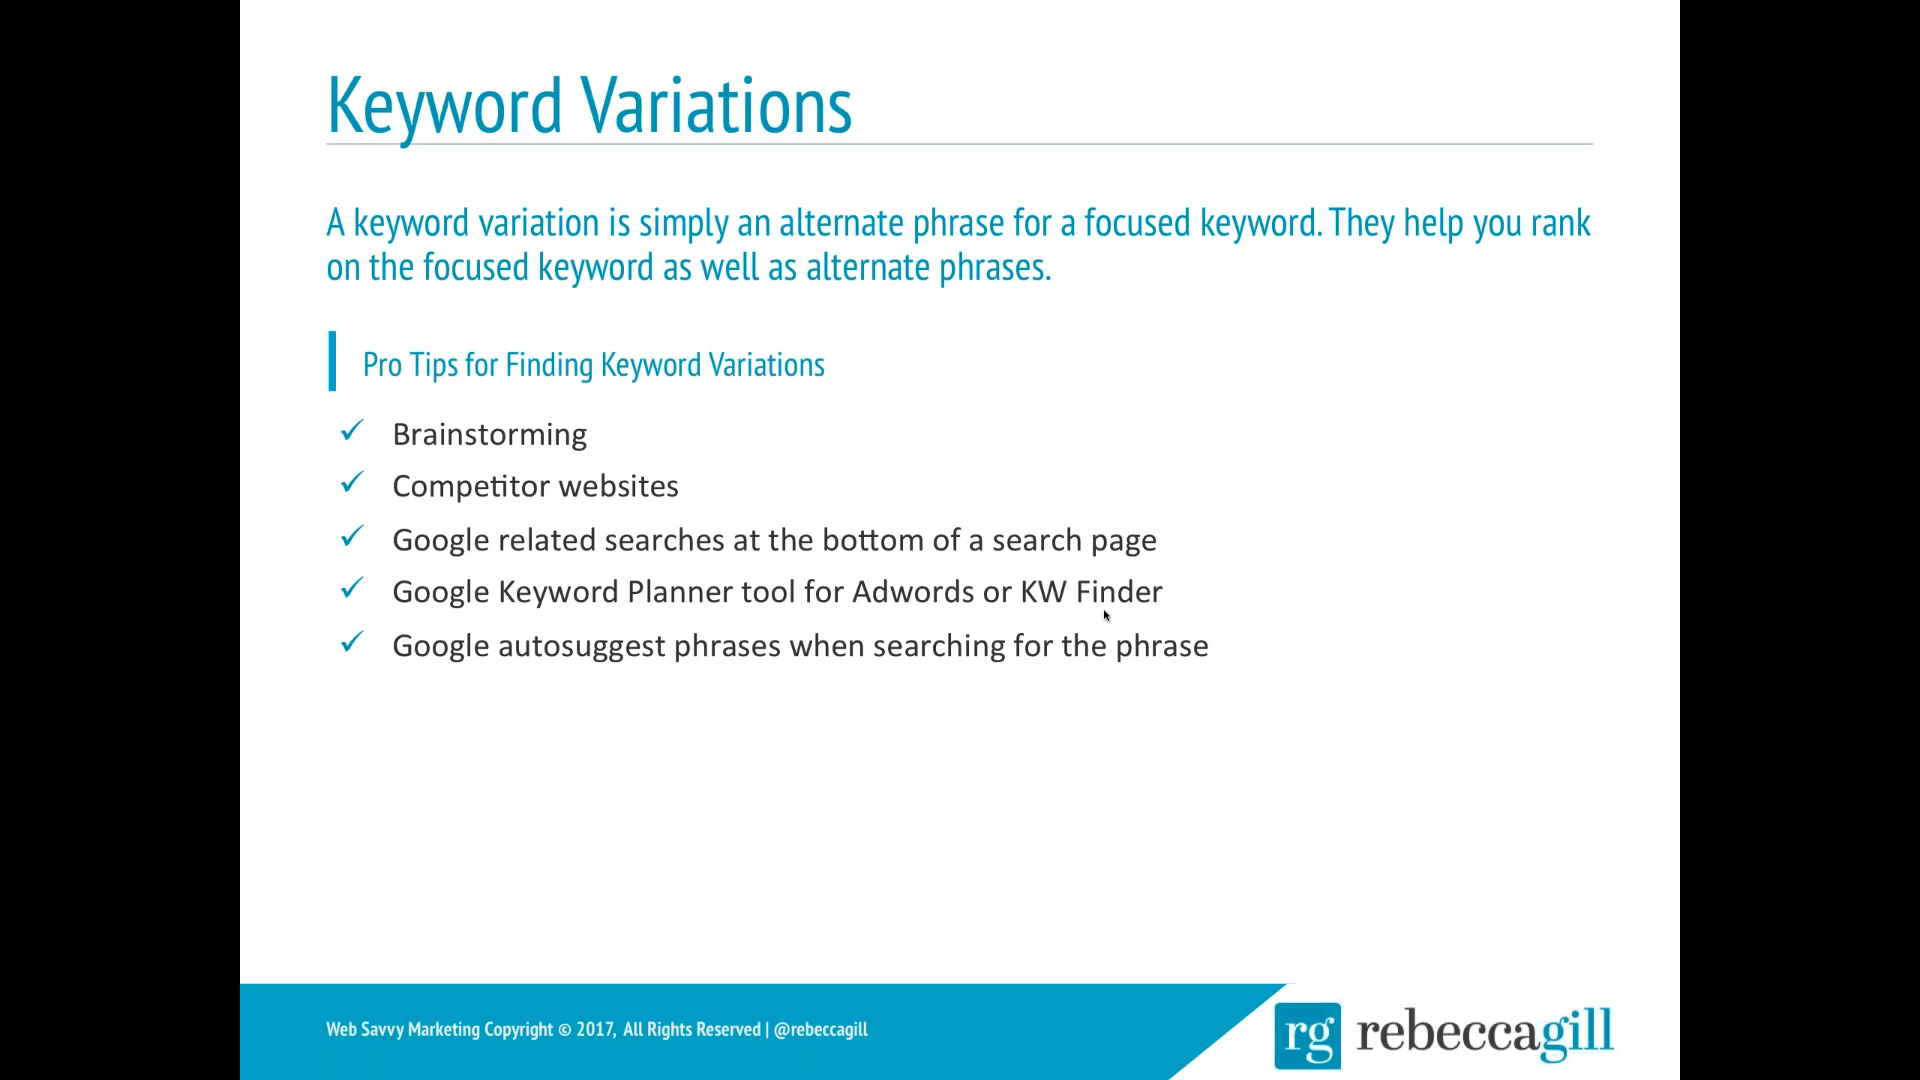 Keyword Variations
A keyword variation is simply an alternate phrase for a focused keyword. They help you rank
on the focused keyword as well as alternate phrases.
Pro Tips for Finding Keyword Variations
Brainstorming
Competitor websites
Google related searches at the bottom of a search page
Google Keyword Planner tool for Adwords or KW Finder
Google autosuggest phrases when searching for the phrase
Web Savvy Marketing Copyright © 2017, All Rights Reserved | @rebeccagill
rg rebeccagill